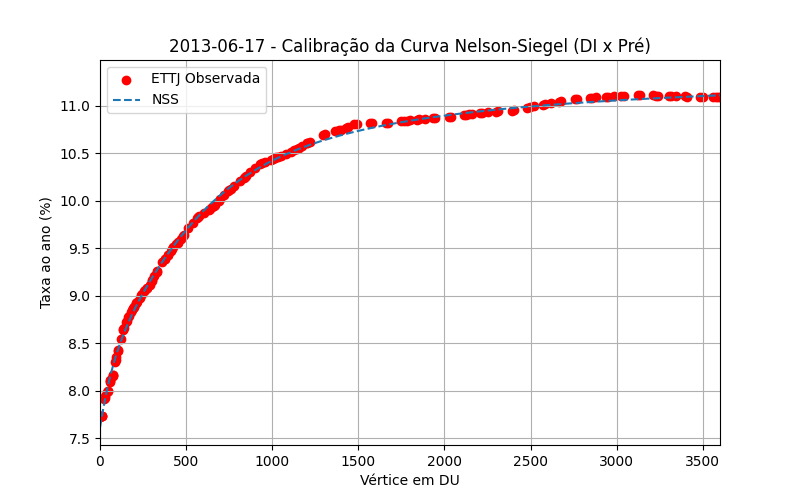 2013-06-17 - Calibração da Curva Nelson-Siegel (DI x Pré)
ETTJ Observada
NSS
Taxa ao ano (%)
11.0
10.5
10.0
9.5
9.0
8.5
8.0
7.5
0 500 1000 1500 2000 2500 3000 3500
Vértice em DU